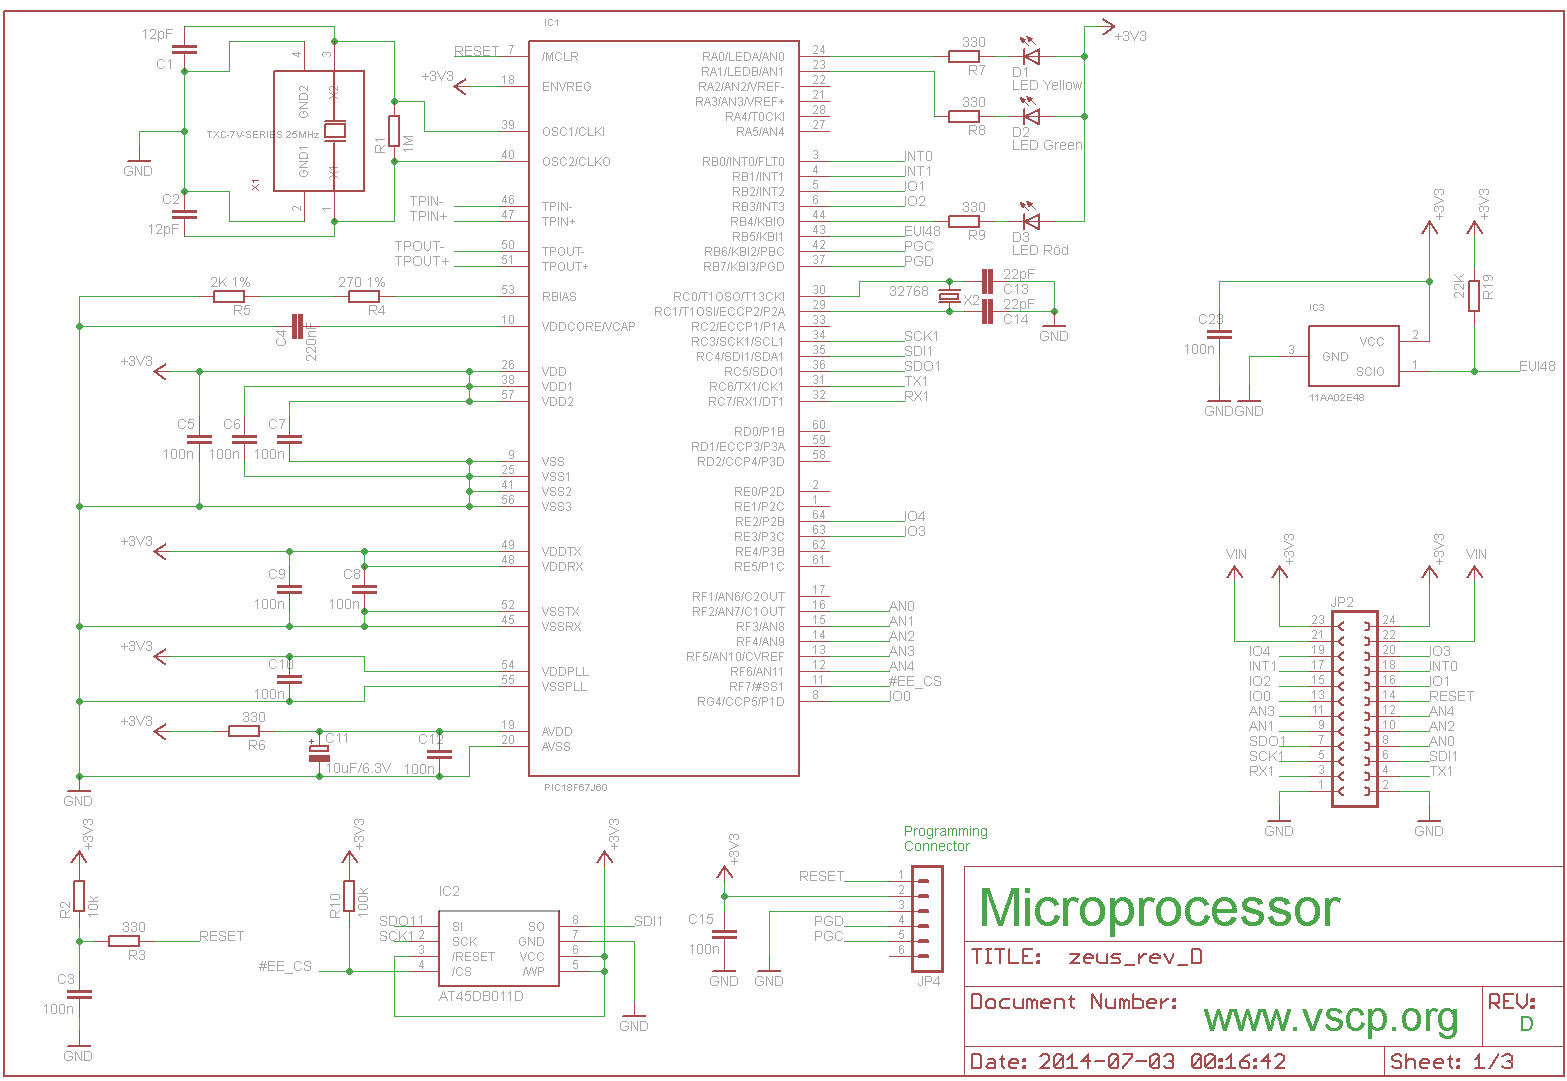 12pF
C1
4
3
GND2
X2
TXC-7V-SERIES 25MHz
GND1
X1
X1
2
1
GND
C2
12pF
R1
1M
RESET 7
+3V3
18
39
40
TPIN- 46
TPIN+ 47
TPOUT- 50
TPOUT+ 51
2K 1%
R5
270 1%
R4
53
C4
220nF
10
+3V3
26
38
57
C5
100n
C6
100n
C7
100n
9
25
41
56
+3V3
49
48
C9
100n
C8
100n
52
45
+3V3
C10
100n
54
55
+3V3
330
R6
C11
+
10uF/6.3V
C12
100n
19
20
GND
IC1
/MCLR
ENVREG
OSC1/CLKI
OSC2/CLKO
TPIN-
TPIN+
TPOUT-
TPOUT+
RBIAS
VDDCORE/VCAP
VDD
VDD1
VDD2
VSS
VSS1
VSS2
VSS3
VDDTX
VDDRX
VSSTX
VSSRX
VDDPLL
VSSPLL
AVDD
AVSS
PIC18F67J60
RA0/LEDA/AN0 24
RA1/LEDB/AN1 23
RA2/AN2/VREF- 22
RA3/AN3/VREF+ 21
RA4/T0CKI 28
RA5/AN4 27
RB0/INT0/FLT0 3 INT0
RB1/INT1 4 INT1
RB2/INT2 5 IO1
RB3/INT3 6 IO2
RB4/KBI0 44
RB5/KBI1 43 EUI48
RB6/KBI2/PBC 42 PGC
RB7/KBI3/PGD 37 PGD
RC0/T1OSO/T13CKI 30
RC1/T1OSI/ECCP2/P2A 29
RC2/ECCP1/P1A 33
RC3/SCK1/SCL1 34 SCK1
RC4/SDI1/SDA1 35 SDI1
RC5/SDO1 36 SDO1
RC6/TX1/CK1 31 TX1
RC7/RX1/DT1 32 RX1
RD0/P1B 60
RD1/ECCP3/P3A 59
RD2/CCP4/P3D 58
RE0/P2D 2
RE1/P2C 1
RE2/P2B 64 IO4
RE3/P3C 63 IO3
RE4/P3B 62
RE5/P1C 61
RF1/AN6/C2OUT 17
RF2/AN7/C1OUT 16 AN0
RF3/AN8 15 AN1
RF4/AN9 14 AN2
RF5/AN10/CVREF 13 AN3
RF6/AN11 12 AN4
RF7/#SS1 11 #EE_CS
RG4/CCP5/P1D 8 IO0
330
R7
D1
LED Yellow
+3V3
330
R8
D2
LED Green
330
R9
D3
LED Röd
32768
X2
22pF
C13
22pF
C14
GND
+3V3
+3V3
22K
R19
C23
100n
IC3
3
GND
VCC
SCIO
2
1
EUI48
11AA02E48
GND
GND
VIN
+3V3
+3V3
VIN
JP2
23 24
21 22
IO4 19 20 IO3
INT1 17 18 INT0
IO2 15 16 IO1
IO0 13 14 RESET
AN3 11 12 AN4
AN1 9 10 AN2
SDO1 7 8 AN0
SCK1 5 6 SDI1
RX1 3 4 TX1
1 2
GND
GND
+3V3
R2
10k
330
R3
RESET
C3
100n
GND
+3V3
R10
100k
#EE_CS
IC2
SDO1 1 SI
SCK1 2 SCK
3 /RESET
4 /CS
SO 8 SDI1
GND 7
VCC 6
/WP 5
AT45DB011D
+3V3
GND
+3V3
C15
100n
GND
GND
Programming
Connector
RESET 1
2
3
PGD 4
PGC 5
6
JP4
Microprocessor
TITLE: zeus_rev_D
Document Number:
www.vscp.org
REV:
D
Date: 2014-07-03 00:16:42
Sheet: 1/3